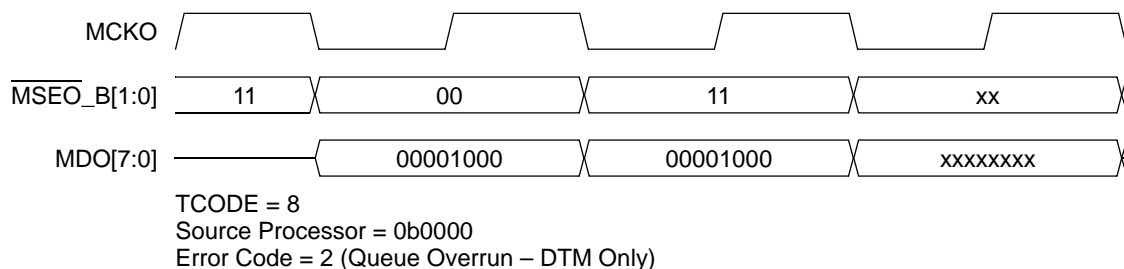 MCKO
MSEO_B[1:0] 11 00 11 xx
MDO[7:0] 00001000 00001000 xxxxxxxx
TCODE = 8
Source Processor = 0b0000
Error Code = 2 (Queue Overrun – DTM Only)